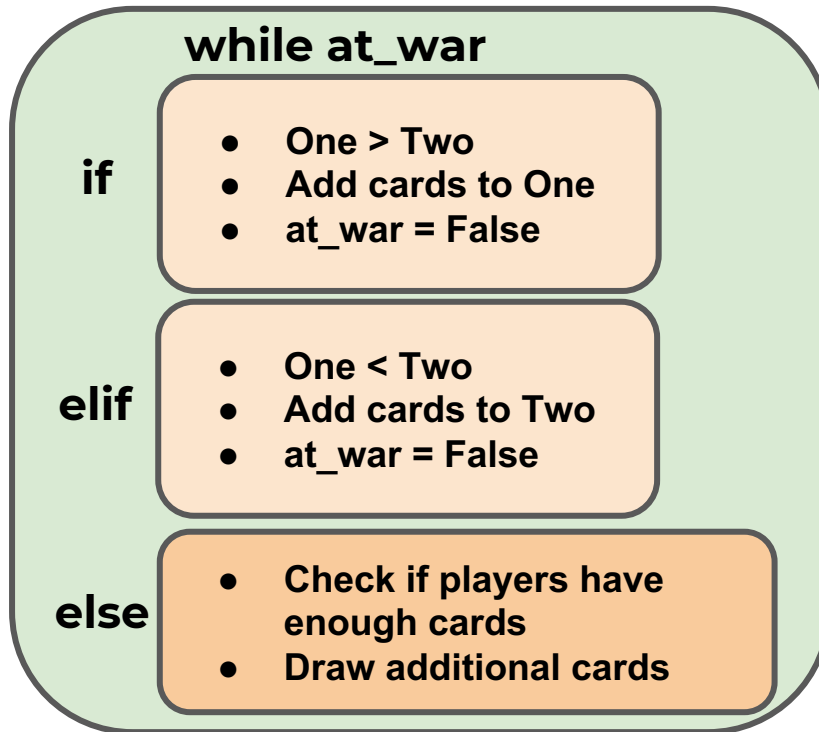 while at_war
if
● One > Two
● Add cards to One
● at_war = False
elif
● One < Two
● Add cards to Two
● at_war = False
else
● Check if players have
enough cards
● Draw additional cards